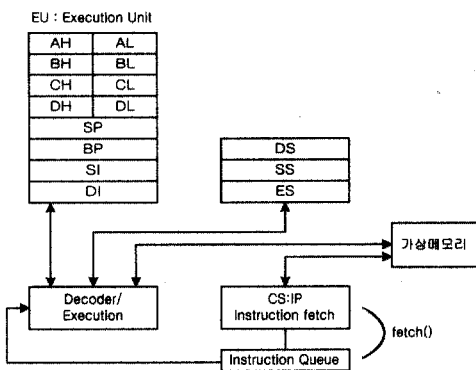 EU : Execution Unit
AH AL
BH BL
CH CL
DH DL
SP
BP
SI
DI
DS
SS
ES
가상메모리
Decoder/
Execution
CS:IP
Instruction fetch
fetch()
Instruction Queue